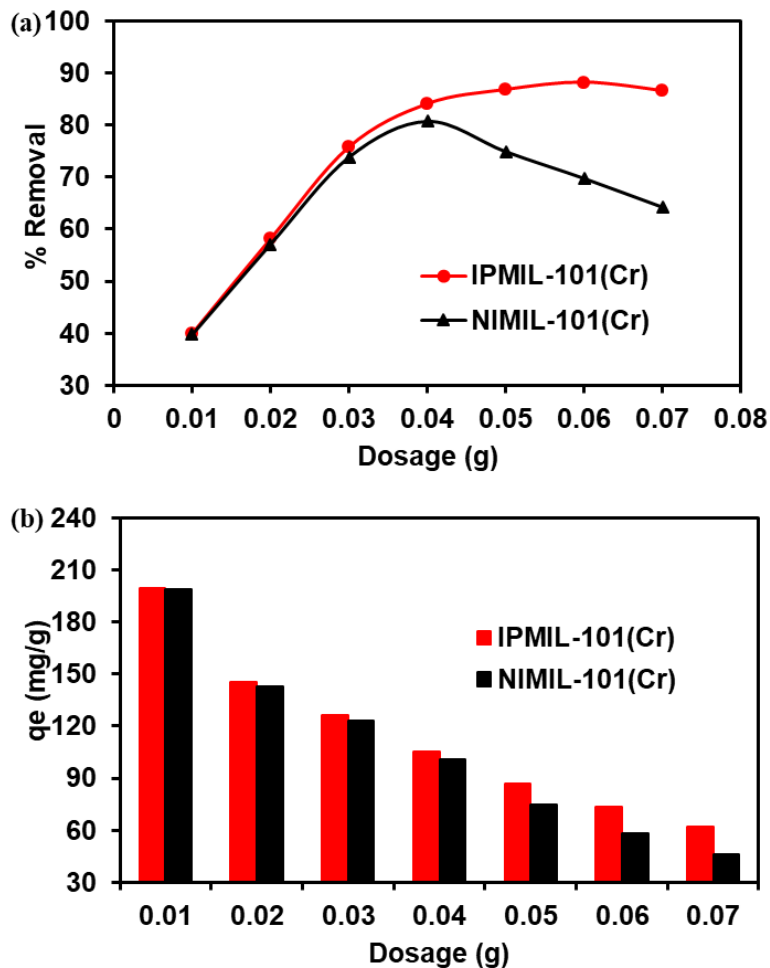 (a)
100
90
80
70
60
50
40
30
% Removal
IPMIL-101(Cr)
NIMIL-101(Cr)
0 0.01 0.02 0.03 0.04 0.05 0.06 0.07 0.08
Dosage (g)
(b)
240
210
180
150
120
90
60
30
qe (mg/g)
IPMIL-101(Cr)
NIMIL-101(Cr)
0.01 0.02 0.03 0.04 0.05 0.06 0.07
Dosage (g)